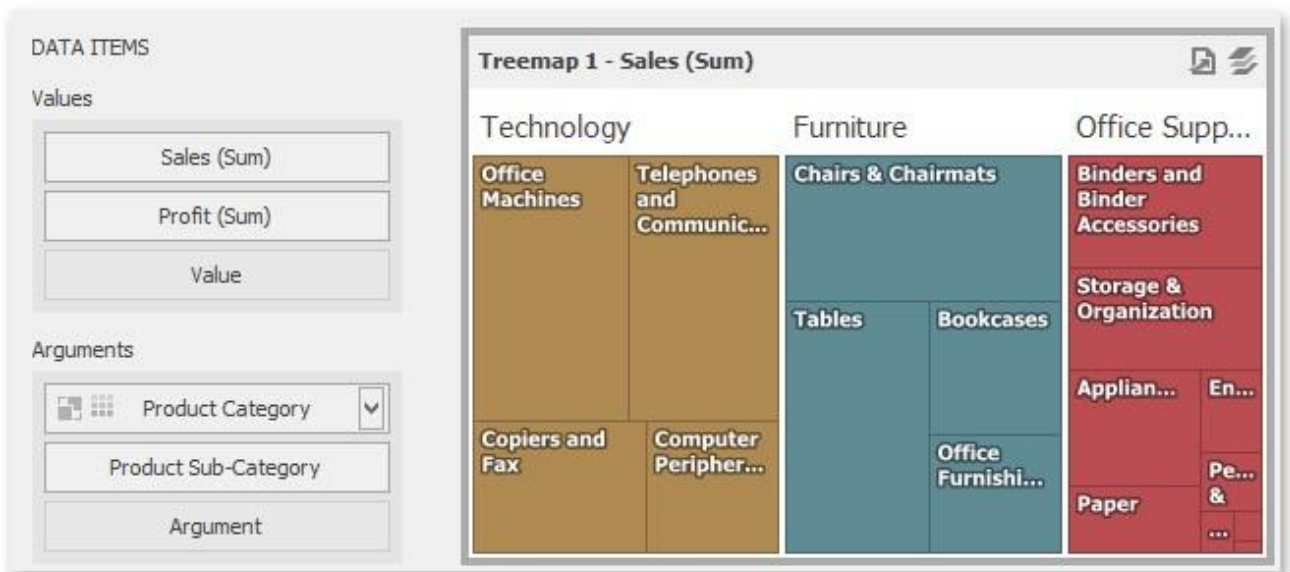 DATA ITEMS
Values
Sales (Sum)
Profit (Sum)
Value
Arguments
Product Category
Product Sub-Category
Argument
Treemap 1 - Sales (Sum)
Technology
Office
Machines
Telephones
and
Communic...
Copiers and
Fax
Computer
Peripher...
Furniture
Chairs & Chairmats
Tables
Bookcases
Office
Furnishi...
Office Supp...
Binders and
Binder
Accessories
Storage &
Organization
Applian...
En...
Pe...
&
Paper
...